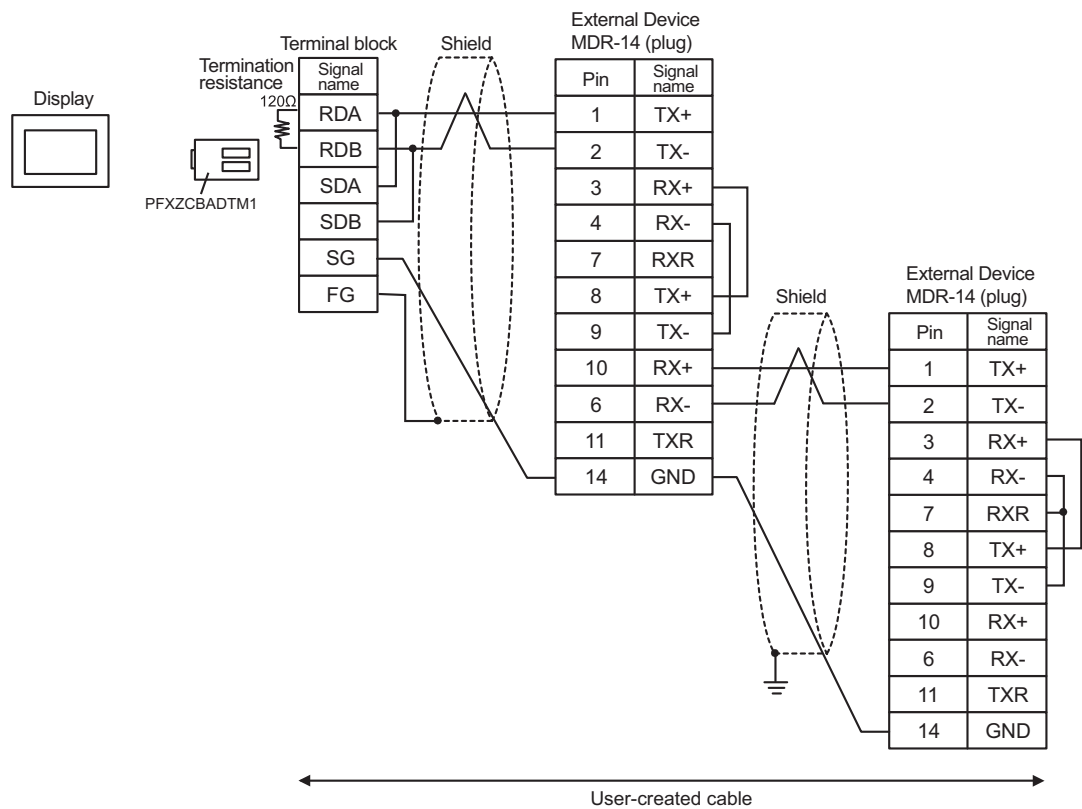 Display
PFXZCBADTM1
Termination
resistance
120Ω
Terminal block
Signal
name
RDA
RDB
SDA
SDB
SG
FG
Shield
External Device
MDR-14 (plug)
Pin Signal
name
1 TX+
2 TX-
3 RX+
4 RX-
7 RXR
8 TX+
9 TX-
10 RX+
6 RX-
11 TXR
14 GND
Shield
External Device
MDR-14 (plug)
Pin Signal
name
1 TX+
2 TX-
3 RX+
4 RX-
7 RXR
8 TX+
9 TX-
10 RX+
6 RX-
11 TXR
14 GND
User-created cable